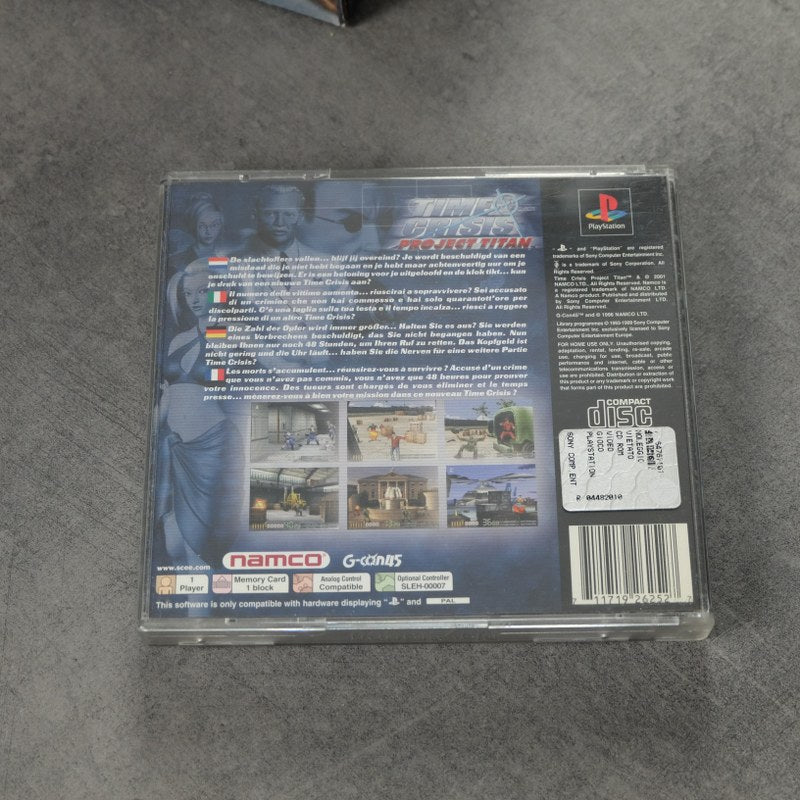 TIME CRISIS
PROJECT TITAN
De slachtoffers vallen... blijf jij overeind? Je wordt beschuldigd van een
misdaad die je niet hebt begaan en je hebt maar achtenveertig uur om je
onschuld te bewijzen. Er is een beloning voor je uitgeloofd en de klok tikt... kun
je druk van een nieuwe Time Crisis aan?
Il numero delle vittime aumenta... riuscirai a sopravvivere? Sei accusato
di un crimine che non hai commesso e hai solo quarantott'ore per
discolparti. C'è una taglia sulla tua testa e il tempo incalza... riesci a reggere
la pressione di un altro Time Crisis?
Die Zahl der Opfer wird immer größer... Halten Sie es aus? Sie werden
eines Verbrechens beschuldigt, das Sie nicht begangen haben. Nun
bleiben Ihnen nur noch 48 Stunden, um Ihren Ruf zu retten. Das Kopfgeld ist
nicht gering und die Uhr läuft... haben Sie die Nerven für eine weitere Partie
Time Crisis?
Les morts s'accumulent... réussirez-vous à survivre? Accusé d'un crime
que vous n'avez pas commis, vous n'avez que 48 heures pour prouver
votre innocence. Des tueurs sont chargés de vous éliminer et le temps
presse... mènerez-vous à bien votre mission dans ce nouveau Time Crisis ?
www.scee.com
namco
G-con45
1
Player
Memory Card
1 block
Analog Control
Compatible
Optional Controller
SLEH-00007
This software is only compatible with hardware displaying " " and PAL
PlayStation
" " and "PlayStation" are registered
trademarks of Sony Computer Entertainment Inc.
is a trademark of Sony Corporation. All
Rights Reserved.
Time Crisis Project Titan™ & © 2001
NAMCO LTD., All Rights Reserved. Namco is
a registered trademark of NAMCO LTD.
A Namco product. Published and distributed
by Sony Computer Entertainment Ltd.
G-Con45™ and © 1996 NAMCO LTD.
Library programs © 1993-1999 Sony Computer
Entertainment Inc. exclusively licensed to Sony
Computer Entertainment Europe.
FOR HOME USE ONLY. Unauthorised copying,
adaptation, rental, lending, re-sale, arcade
use, charging for use, broadcast, public
performance and internet, cable or other
telecommunications transmission, access or
use are prohibited. Distribution or extraction of
this product or any trademark or copyright work
that forms part of this product are prohibited.
COMPACT
disc
NOLEGGIO
VIETATO
CD ROM
VIDEO
GIOCO
PLAYSTATION
SONY COMP ENT
R 04482010
7 11719 26252 7